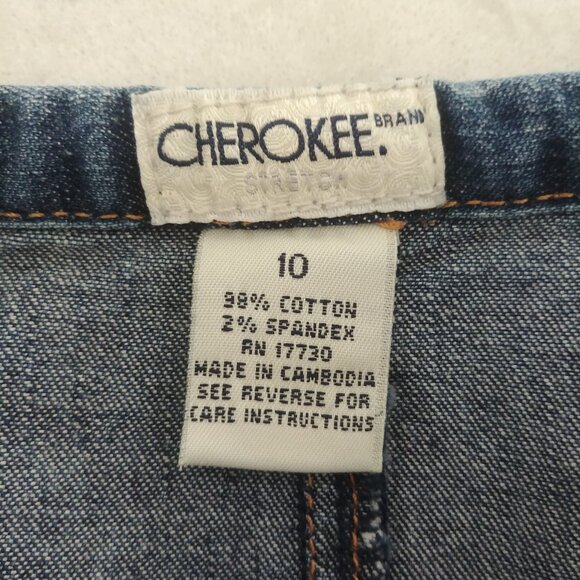 CHEROKEE. BRAND
STRETCH
10
98% COTTON
2% SPANDEX
RN 17730
MADE IN CAMBODIA
SEE REVERSE FOR
CARE INSTRUCTIONS